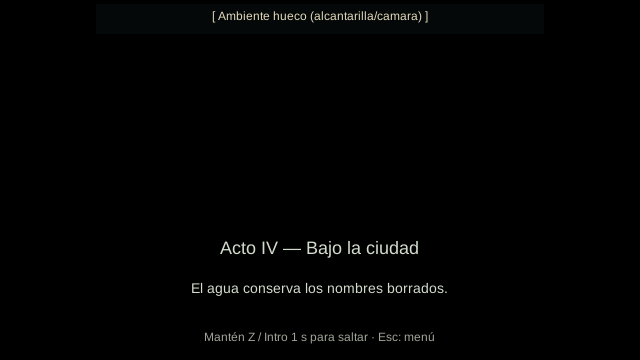 [ Ambiente hueco (alcantarilla/camara) ]
Acto IV — Bajo la ciudad
El agua conserva los nombres borrados.
Mantén Z / Intro 1 s para saltar · Esc: menú